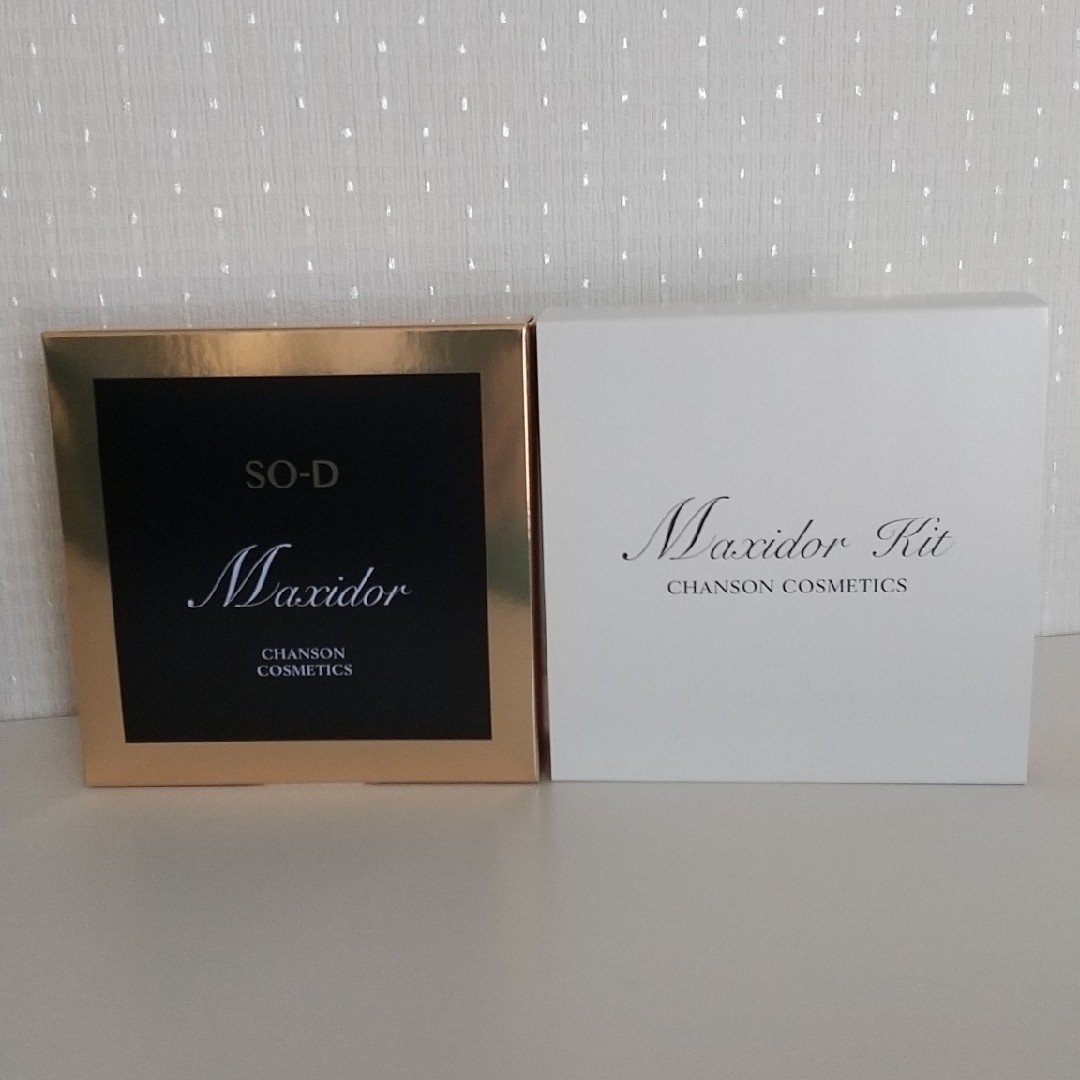 SO-D
Maxidor
CHANSON
COSMETICS
Maxidor Kit
CHANSON COSMETICS